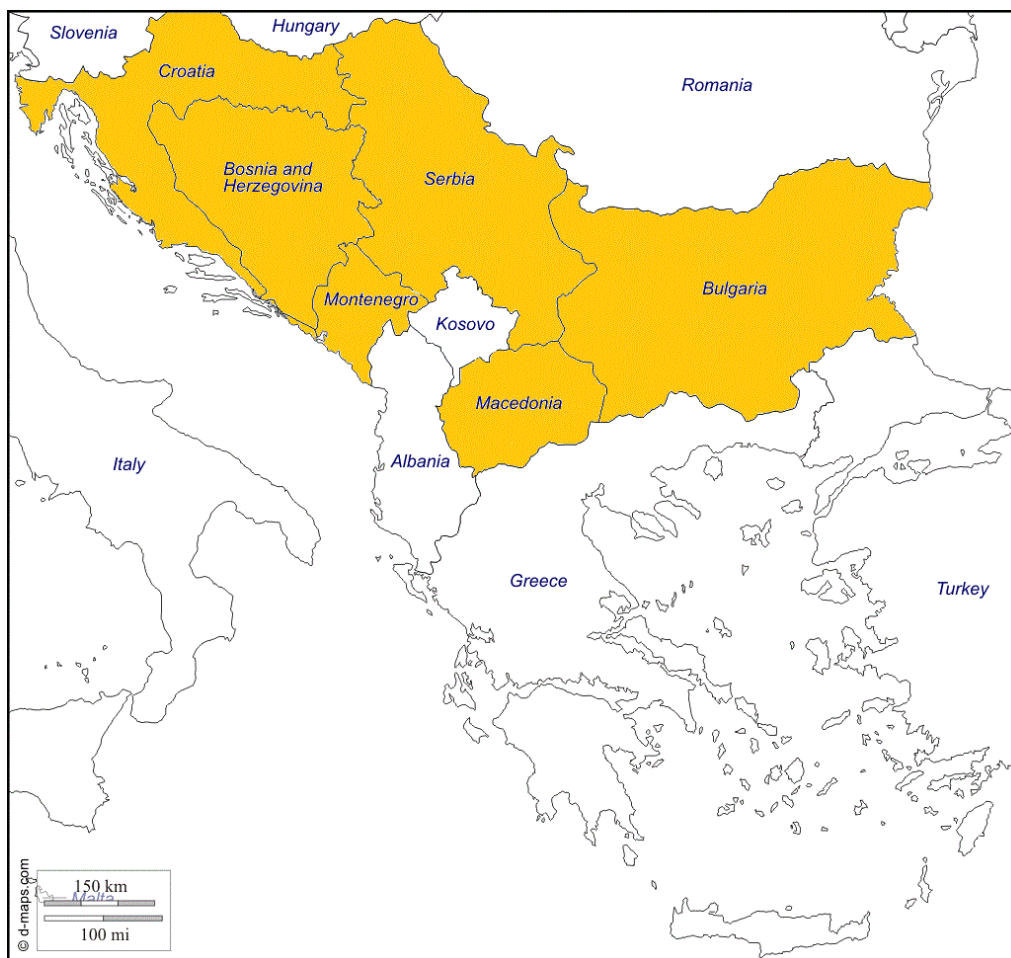 Slovenia
Hungary
Croatia
Romania
Bosnia and
Herzegovina
Serbia
Montenegro
Bulgaria
Kosovo
Macedonia
Albania
Italy
Greece
Turkey
150 km
Malta
100 mi
© d-maps.com